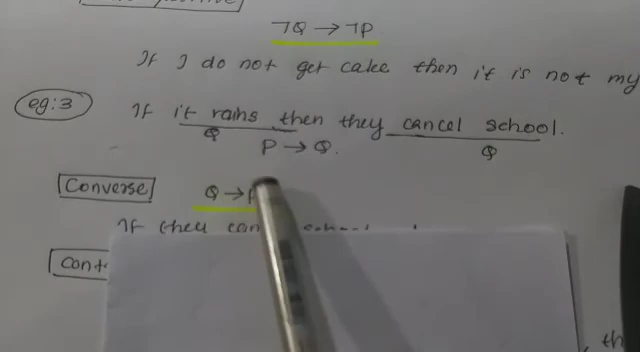 ¬Q → ¬P
If I do not get cake then it is not my
eg:3 If it rains then they cancel school.
Q Q
P → Q.
Converse Q →
If they